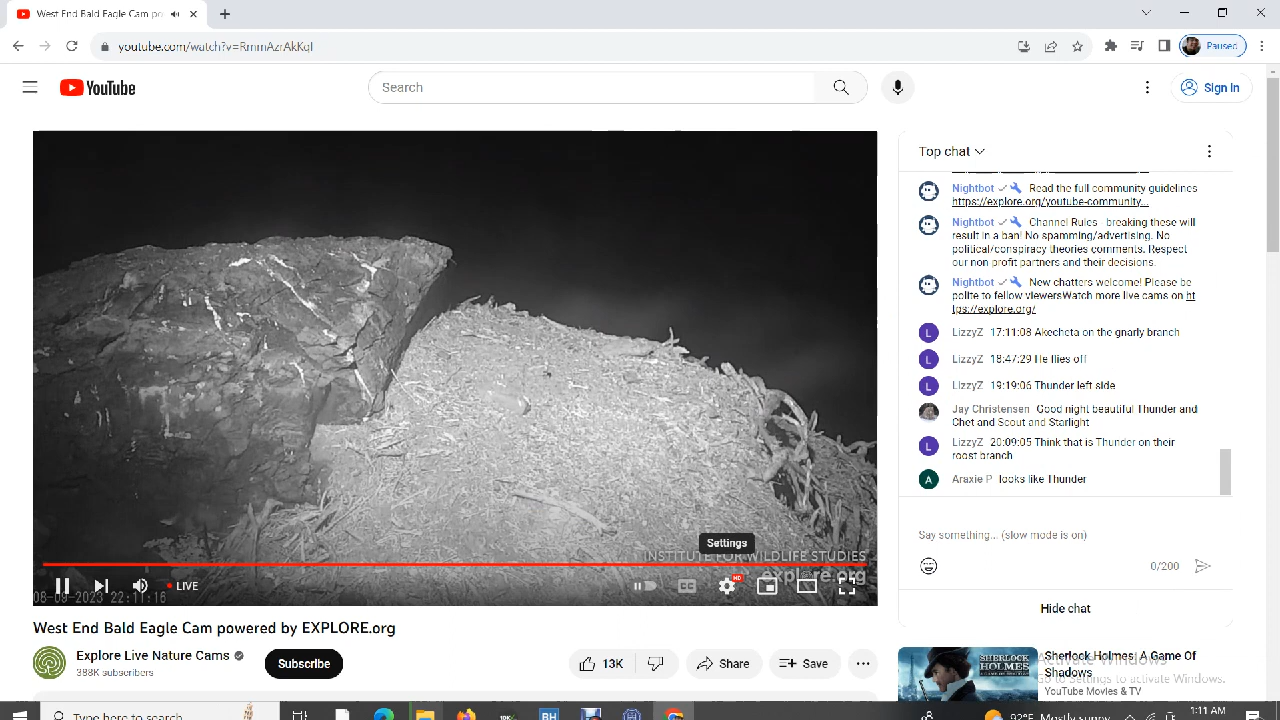 West End Bald Eagle Cam po
youtube.com/watch?v=RmmAzrAkKqI
Paused
YouTube
Search
Sign in
Top chat
Nightbot Read the full community guidelines
https://explore.org/youtube-community...
Nightbot Channel Rules - breaking these will
result in a ban! No spamming/advertising. No
political/conspiracy theories comments. Respect
our non profit partners and their decisions.
Nightbot New chatters welcome! Please be
polite to fellow viewersWatch more live cams on ht
tps://explore.org/
L LizzyZ 17:11:08 Akecheta on the gnarly branch
L LizzyZ 18:47:29 He flies off
L LizzyZ 19:19:06 Thunder left side
Jay Christensen Good night beautiful Thunder and
Chet and Scout and Starlight
L LizzyZ 20:09:05 Think that is Thunder on their
roost branch
A Araxie P looks like Thunder
Say something... (slow mode is on)
0/200
Hide chat
Settings
INSTITUTE FOR WILDLIFE STUDIES
explore.org
LIVE
CC
HD
08-09-2023 22:11:16
West End Bald Eagle Cam powered by EXPLORE.org
Explore Live Nature Cams
388K subscribers
Subscribe
13K
Share
Save
SHERLOCK
HOLMES
Sherlock Holmes: A Game Of
Shadows
YouTube Movies & TV
Activate Windows
Go to Settings to activate Windows.
Type here to search
BH
92°F Mostly sunny
1:11 AM